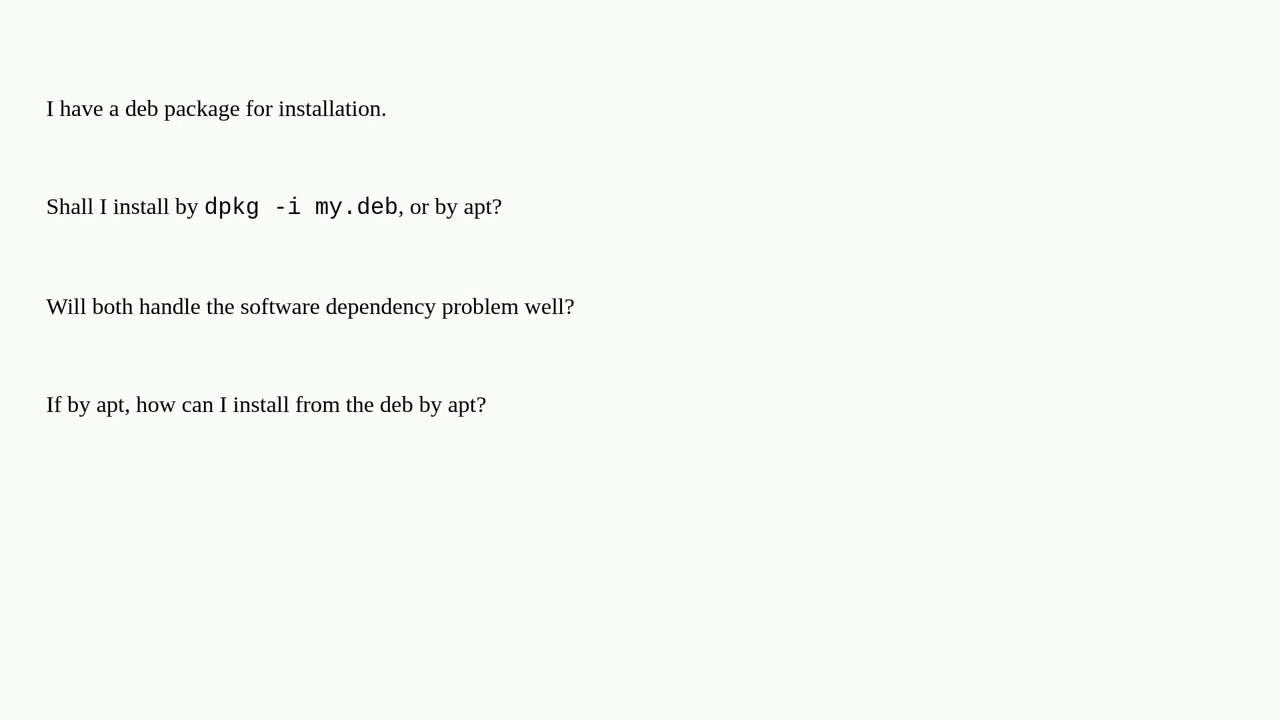 I have a deb package for installation.
Shall I install by dpkg -i my.deb, or by apt?
Will both handle the software dependency problem well?
If by apt, how can I install from the deb by apt?